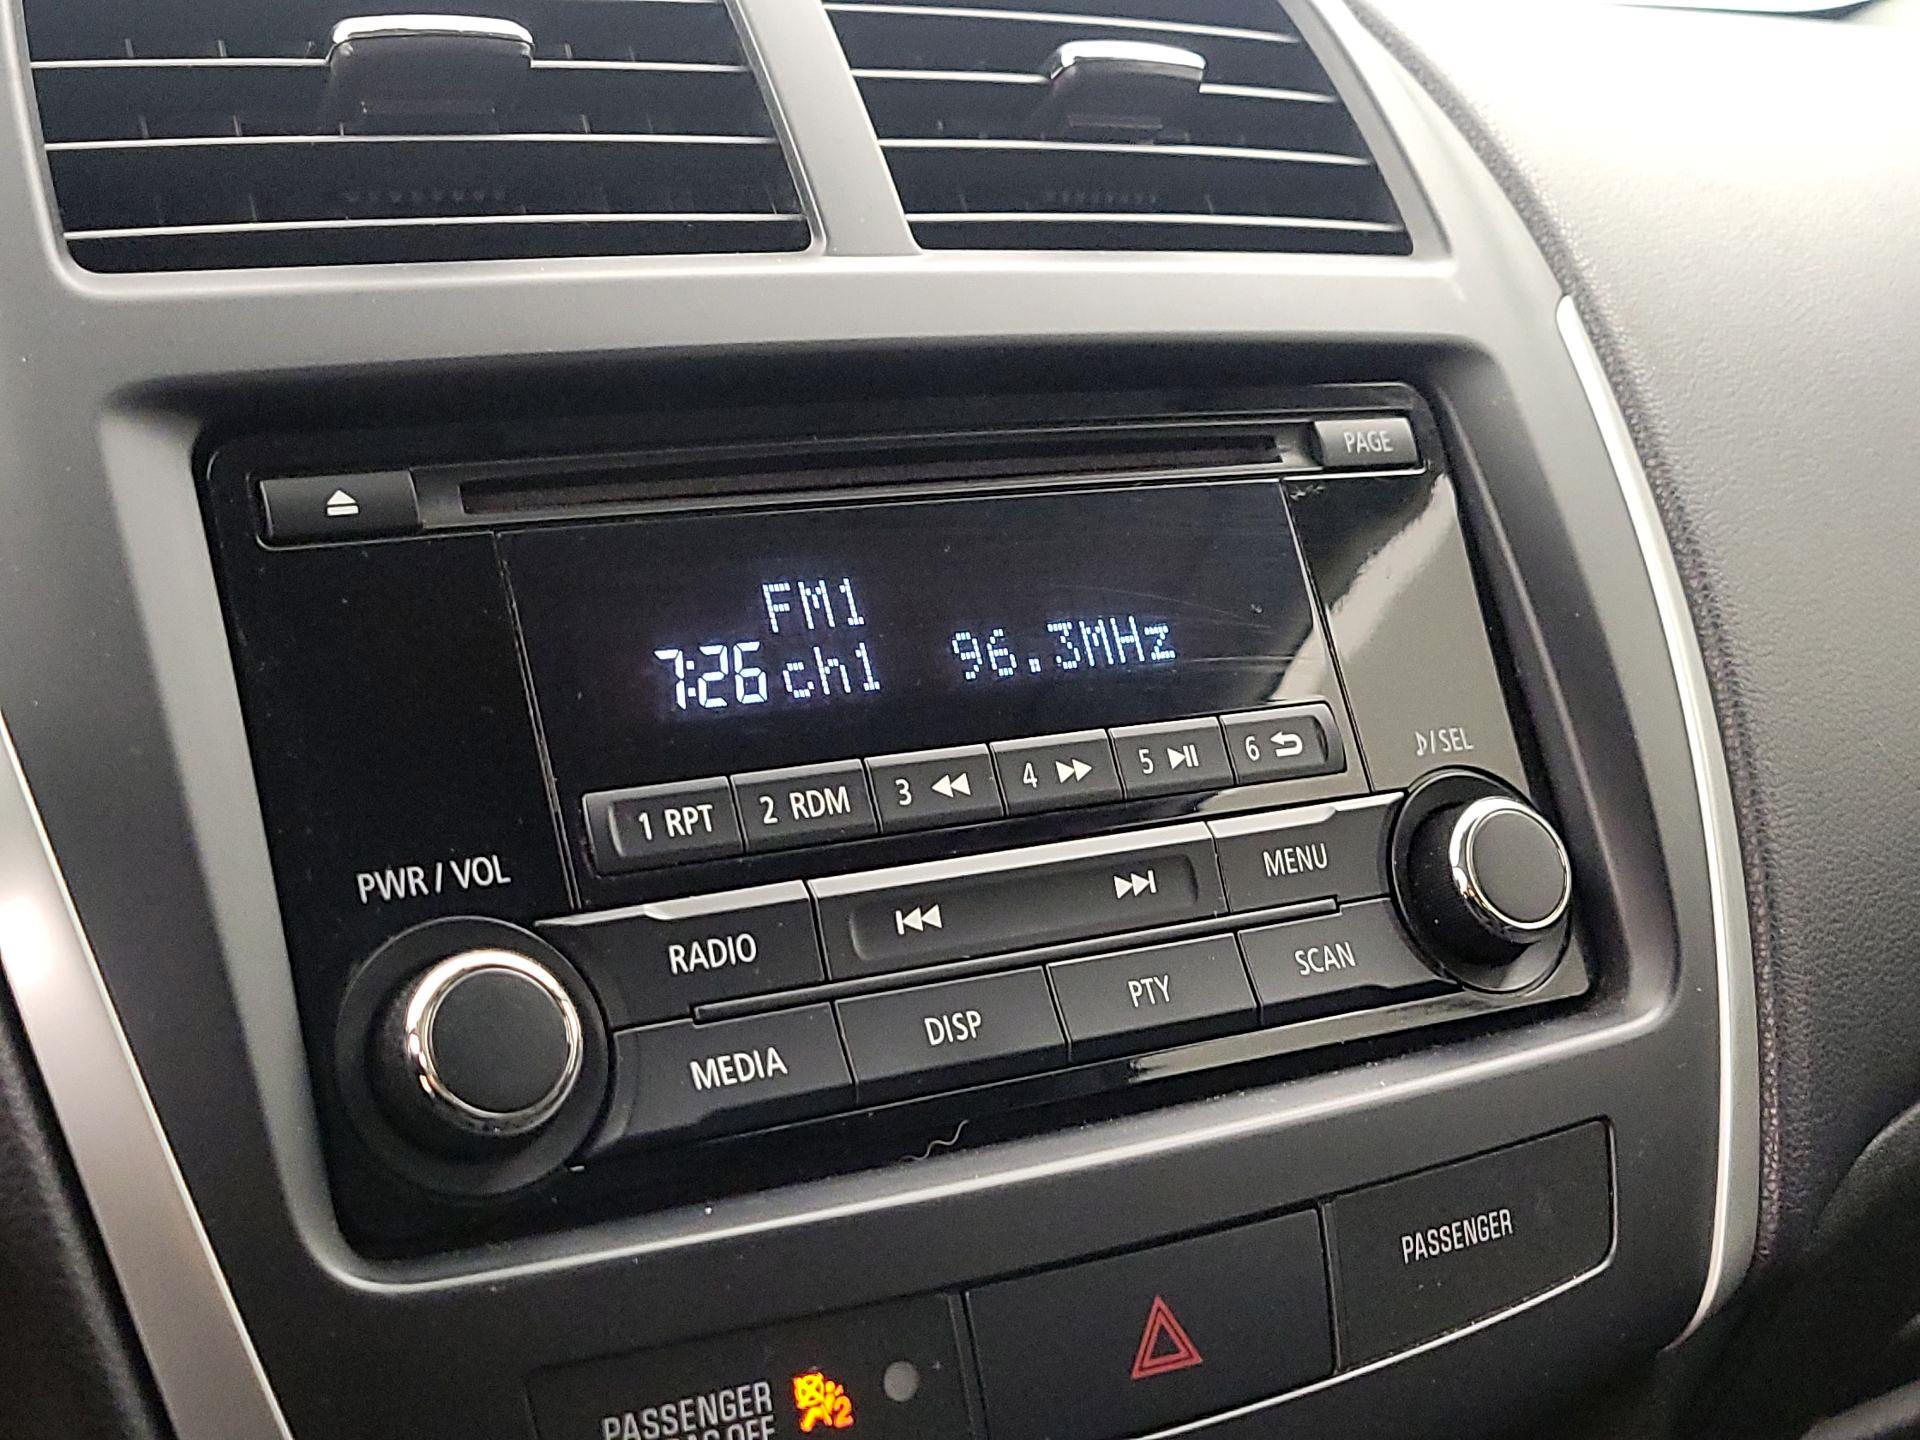 PAGE
FM1
7:26 ch1 96.3MHz
♪/SEL
1 RPT 2 RDM 3 4 5 6
PWR / VOL
MENU
RADIO
SCAN
PTY
DISP
MEDIA
PASSENGER
PASSENGER
2